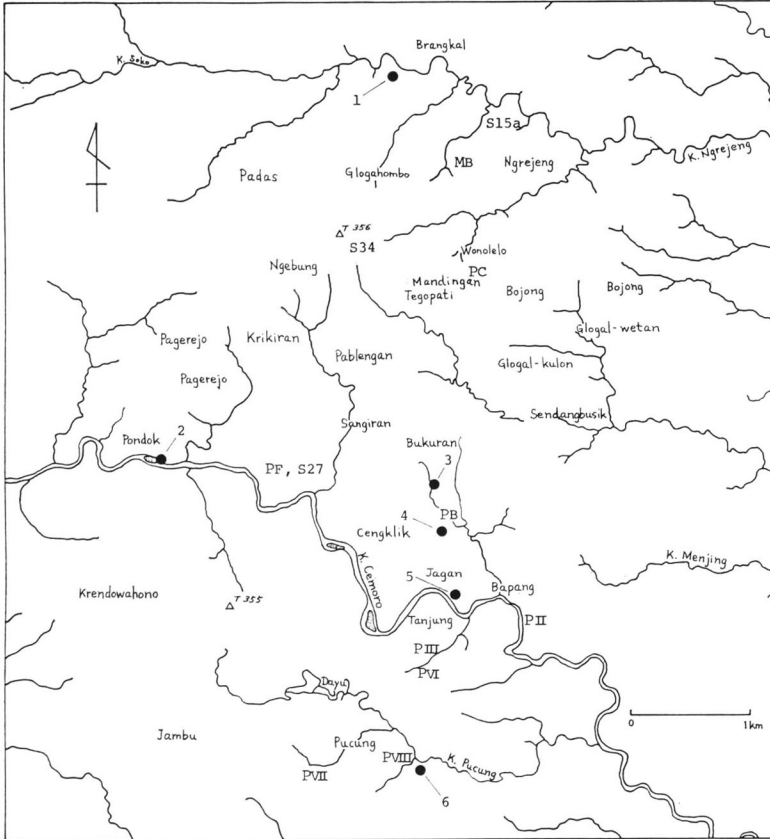 Brangkal
K. Soko
1
S15a
K. Ngrejeng
Padas
Glogahombo
MB
Ngrejeng
T 356
S34
Wonolelo
Ngebung
PC
Mandingan
Tegopati
Bojong
Bojong
Glogal-wetan
Pagerejo
Krikiran
Pablengan
Glogal-kulon
Pagerejo
Sendangbusik
Sangiran
Pondok
2
Bukuran
3
PF, S27
PB
4
Cengklik
K. Menjing
K. Cemoro
5
Jagan
Bapang
Krendowahono
T 355
Tanjung
PII
PIII
PVI
Dayu
0
1km
Jambu
Pucung
PVIII
K. Pucung
PVII
6